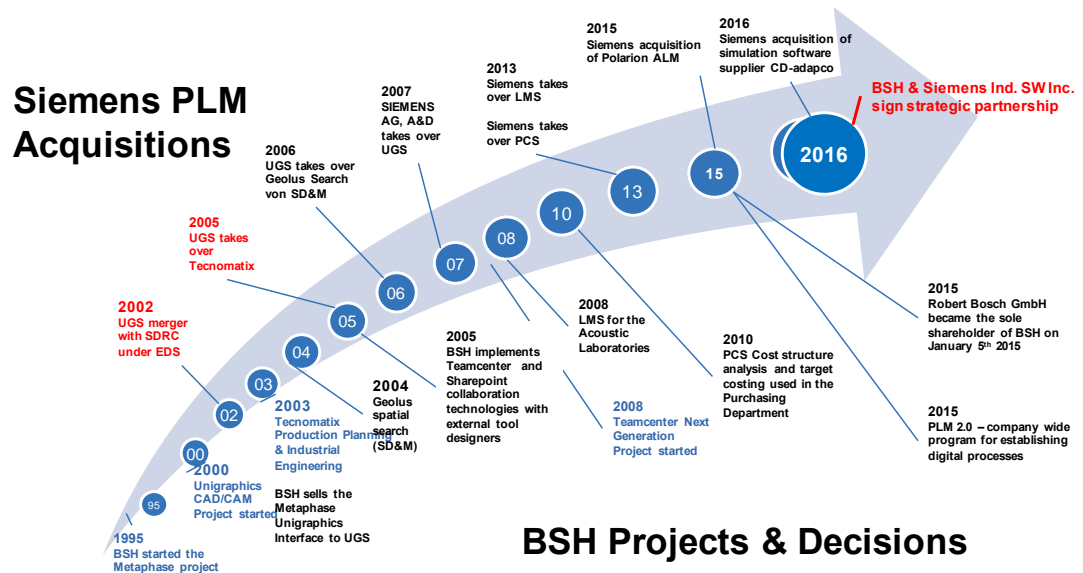 Siemens PLM
Acquisitions
2002
UGS merger
with SDRC
under EDS
2005
UGS takes
over
Tecnomatix
2006
UGS takes over
Geolus Search
von SD&M
2007
SIEMENS
AG, A&D
takes over
UGS
2013
Siemens takes
over LMS
Siemens takes
over PCS
2015
Siemens acquisition
of Polarion ALM
2016
Siemens acquisition of
simulation software
supplier CD-adapco
BSH & Siemens Ind. SW Inc.
sign strategic partnership
95
00
02
03
04
05
06
07
08
10
13
15
2016
1995
BSH started the
Metaphase project
2000
Unigraphics
CAD/CAM
Project started
2003
Tecnomatix
Production Planning
& Industrial
Engineering
BSH sells the
Metaphase
Unigraphics
Interface to UGS
2004
Geolus
spatial
search
(SD&M)
2005
BSH implements
Teamcenter and
Sharepoint
collaboration
technologies with
external tool
designers
2008
LMS for the
Acoustic
Laboratories
2008
Teamcenter Next
Generation
Project started
2010
PCS Cost structure
analysis and target
costing used in the
Purchasing
Department
2015
Robert Bosch GmbH
became the sole
shareholder of BSH on
January 5th 2015
2015
PLM 2.0 – company wide
program for establishing
digital processes
BSH Projects & Decisions